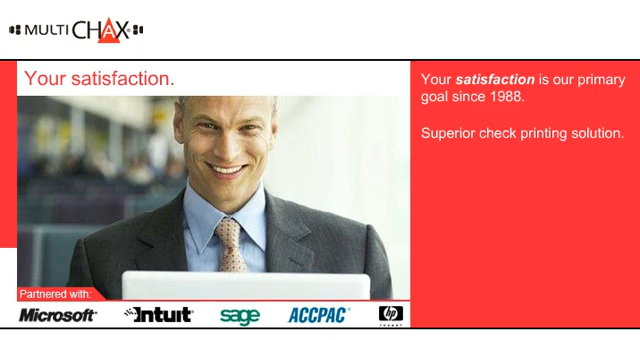 MULTI CHAX
Your satisfaction.
Your satisfaction is our primary
goal since 1988.
Superior check printing solution.
Partnered with:
Microsoft Intuit sage ACCPAC hp
invent